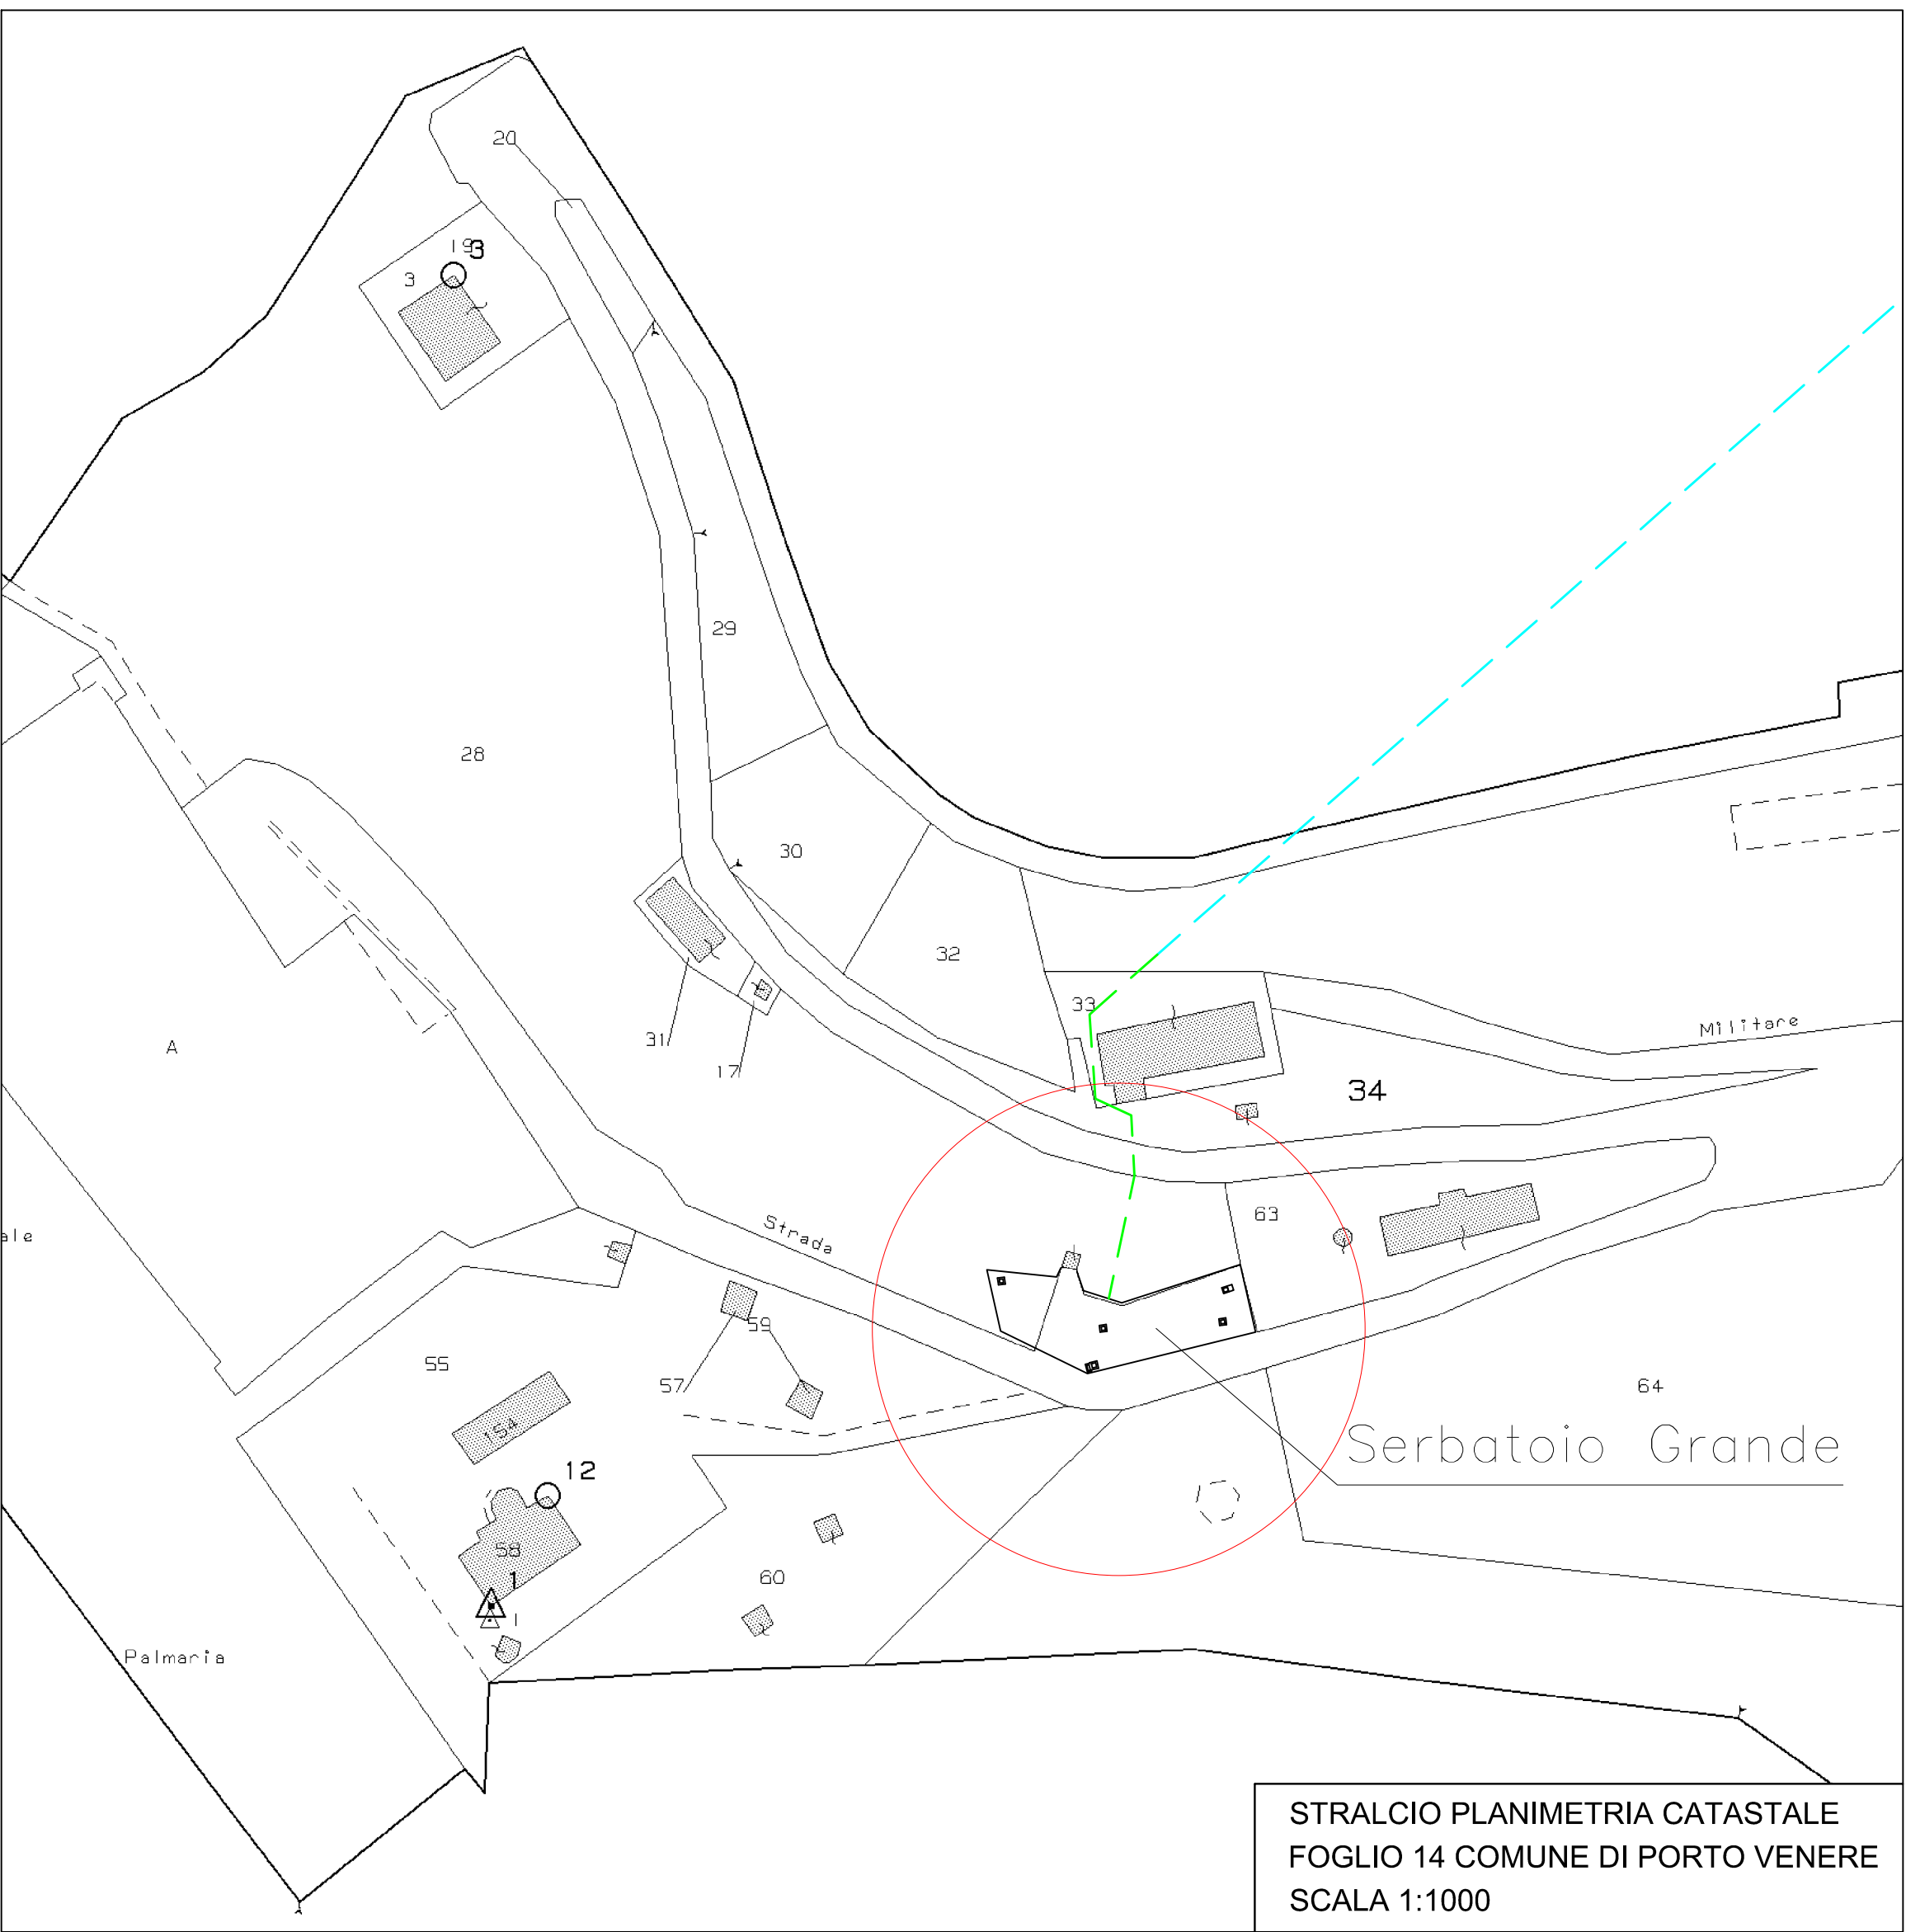 20
19
3
3
29
28
30
32
33
Militare
A
31
17
34
63
Strada
ale
59
55
57
64
Serbatoio Grande
154
12
58
1
1
60
Palmaria
STRALCIO PLANIMETRIA CATASTALE
FOGLIO 14 COMUNE DI PORTO VENERE
SCALA 1:1000